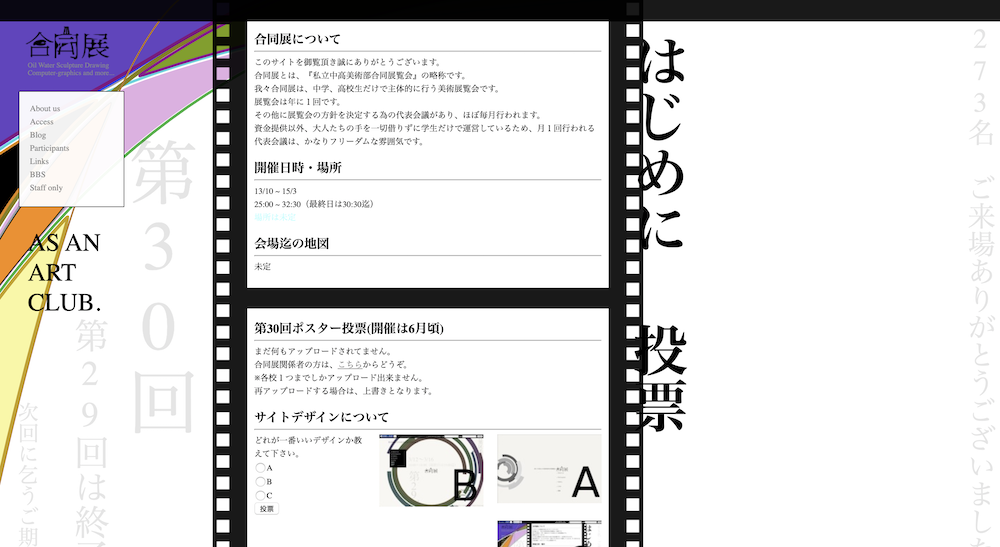 合同展
Oil Water Sculpture Drawing
Computer-graphics and more...
About us
Access
Blog
Participants
Links
BBS
Staff only
AS AN
ART
CLUB.
第30回
第29回は終了
次回に乞うご期
合同展について
このサイトを御覧頂き誠にありがとうございます。
合同展とは、『私立中高美術部合同展覧会』の略称です。
我々合同展は、中学、高校生だけで主体的に行う美術展覧会です。
展覧会は年に１回です。
その他に展覧会の方針を決定する為の代表会議があり、ほぼ毎月行われます。
資金提供以外、大人たちの手を一切借りずに学生だけで運営しているため、月１回行われる
代表会議は、かなりフリーダムな雰囲気です。
開催日時・場所
13/10 ~ 15/3
25:00 ~ 32:30（最終日は30:30迄）
場所は未定
会場迄の地図
未定
第30回ポスター投票(開催は6月頃)
まだ何もアップロードされてません。
合同展関係者の方は、こちらからどうぞ。
※各校１つまでしかアップロード出来ません。
再アップロードする場合は、上書きとなります。
サイトデザインについて
どれが一番いいデザインか教
えて下さい。
A
B
C
投票
B
A
はじめに
投票
273名
ご来場ありがとうございました